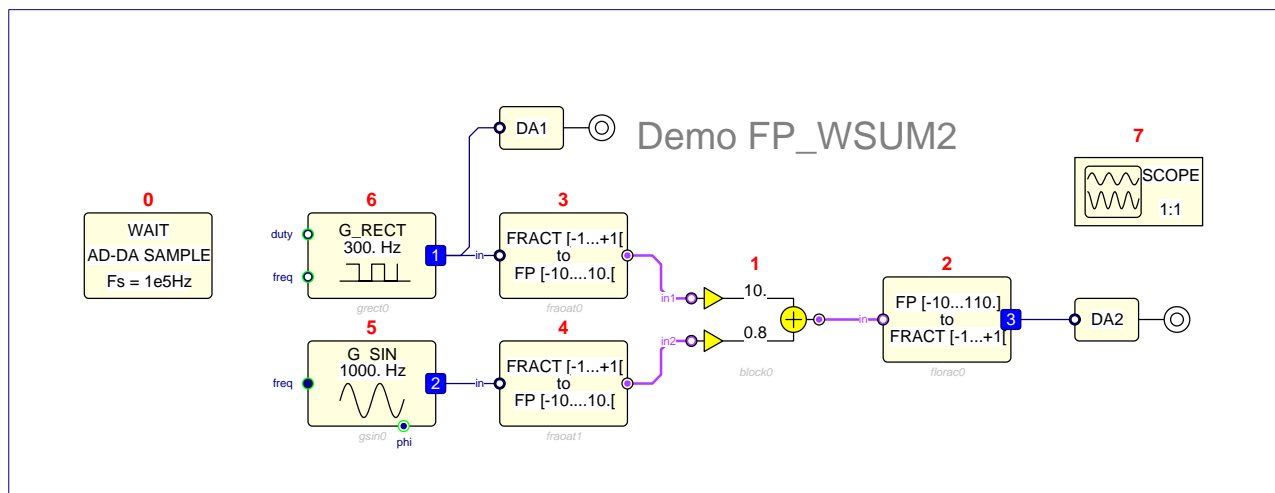 DA1
Demo FP_WSUM2
7
0
6
3
SCOPE
1:1
WAIT
AD-DA SAMPLE
Fs = 1e5Hz
duty
freq
G_RECT
300. Hz
1
in
FRACT [-1...+1[
to
FP [-10....10.[
grect0
fraoat0
1
2
in1
10.
in2
0.8
block0
in
FP [-10...110.]
to
FRACT [-1...+1[
3
florac0
DA2
5
4
freq
G_SIN
1000. Hz
2
phi
gsin0
in
FRACT [-1...+1[
to
FP [-10....10.[
fraoat1